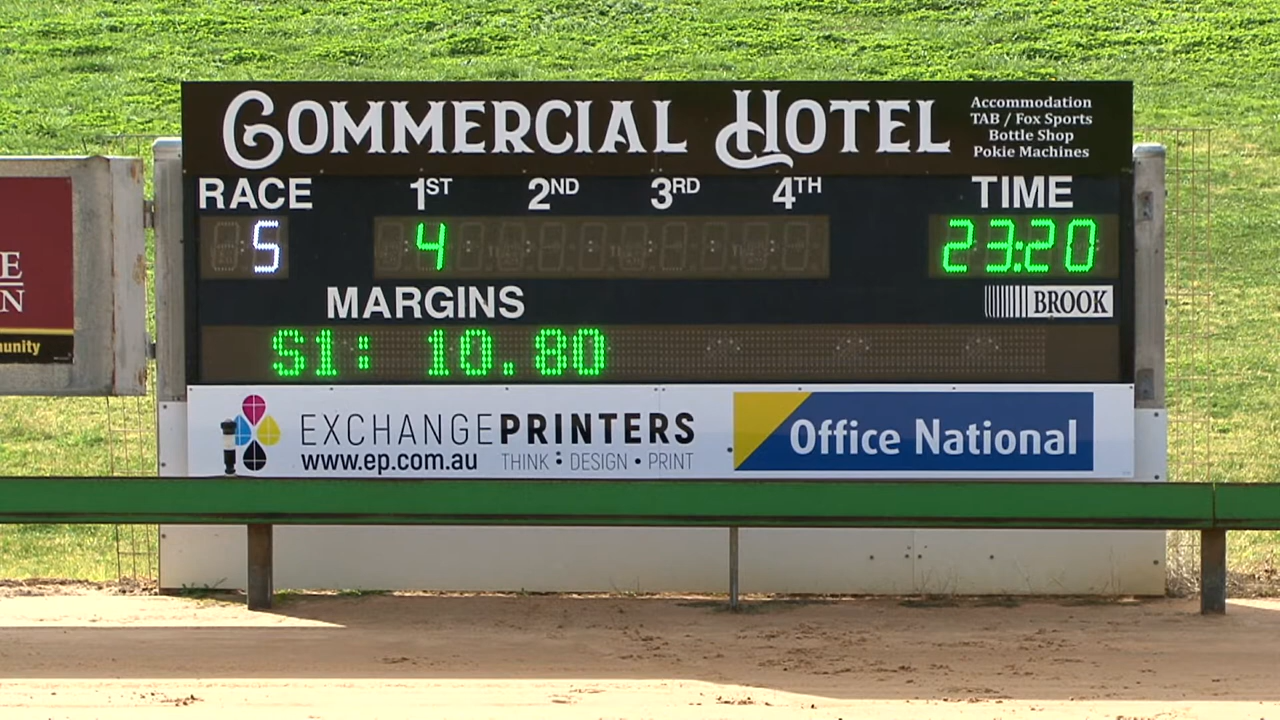 COMMERCIAL HOTEL
Accommodation
TAB / Fox Sports
Bottle Shop
Pokie Machines
RACE 1ST 2ND 3RD 4TH TIME
5 4 23:20
MARGINS
BROOK
S1: 10.80
E
N
unity
EXCHANGEPRINTERS
www.ep.com.au THINK : DESIGN • PRINT
Office National